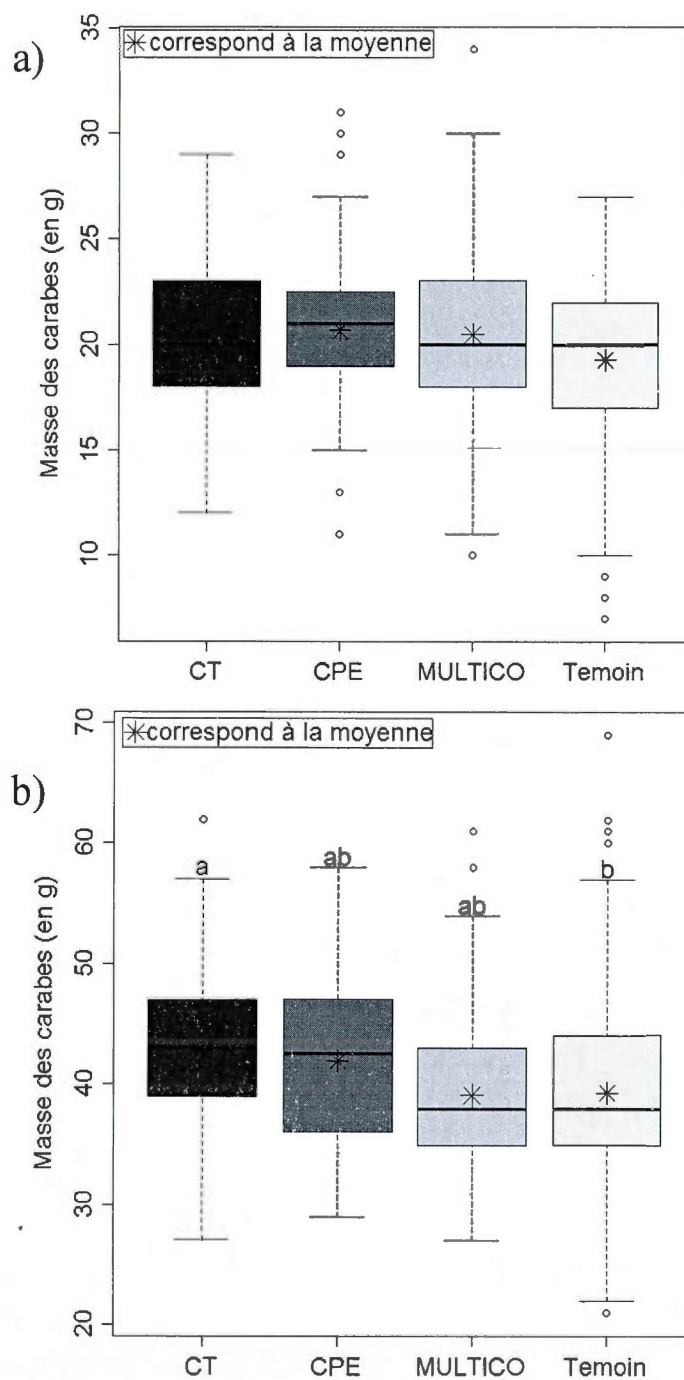 a)
✳correspond à la moyenne
Masse des carabes (en g)
35
30
25
20
15
10
CT CPE MULTICO Temoin
b)
✳correspond à la moyenne
Masse des carabes (en g)
70
60
50
40
30
20
a ab ab b
CT CPE MULTICO Temoin